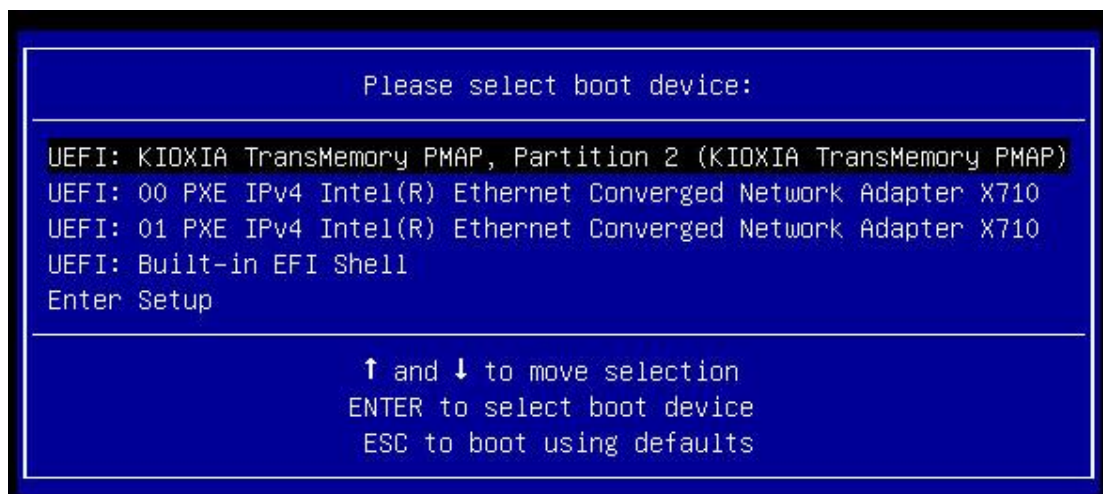 Please select boot device:
UEFI: KIOXIA TransMemory PMAP, Partition 2 (KIOXIA TransMemory PMAP)
UEFI: 00 PXE IPv4 Intel(R) Ethernet Converged Network Adapter X710
UEFI: 01 PXE IPv4 Intel(R) Ethernet Converged Network Adapter X710
UEFI: Built-in EFI Shell
Enter Setup
↑ and ↓ to move selection
ENTER to select boot device
ESC to boot using defaults